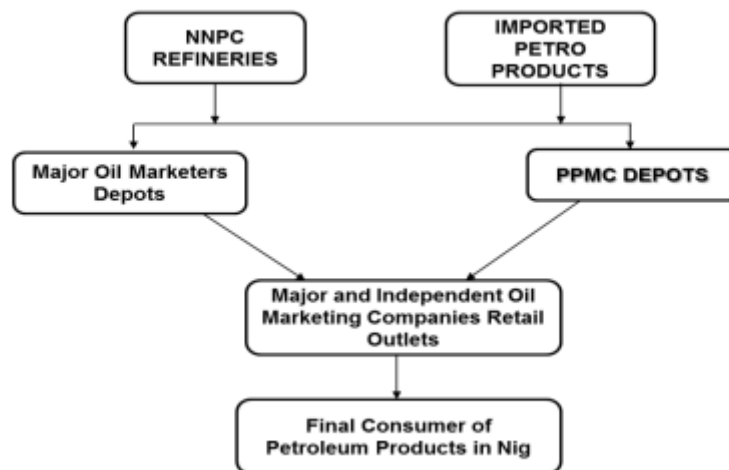 NNPC
REFINERIES
IMPORTED
PETRO
PRODUCTS
Major Oil Marketers
Depots
PPMC DEPOTS
Major and Independent Oil
Marketing Companies Retail
Outlets
Final Consumer of
Petroleum Products in Nig